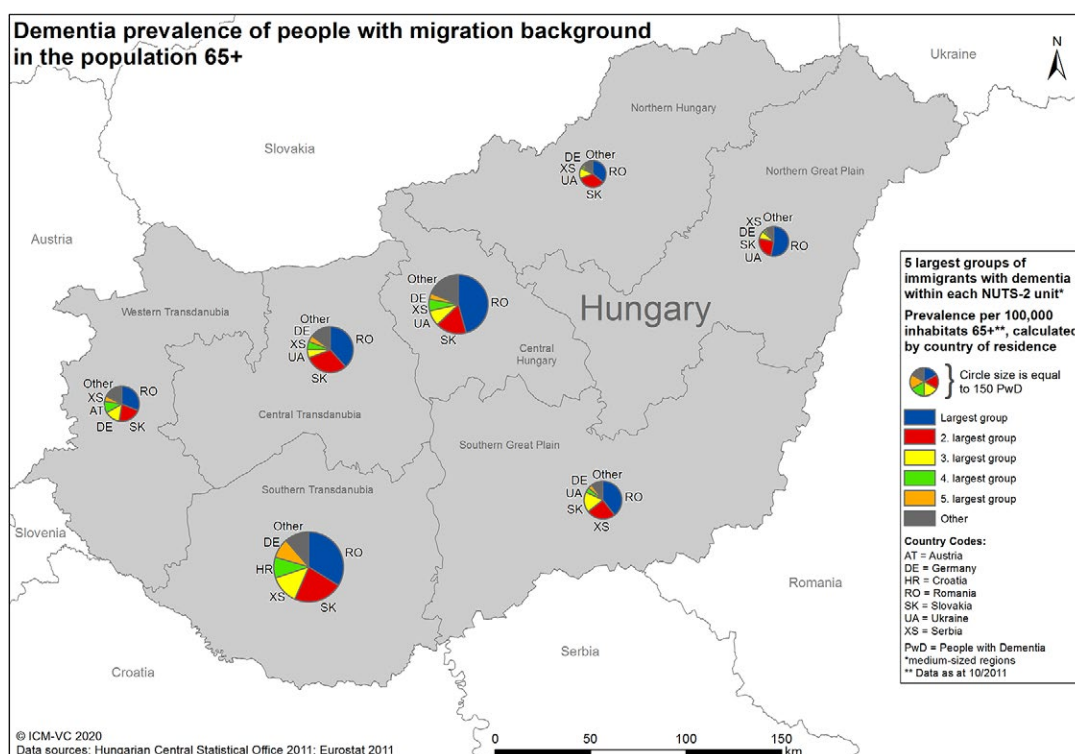 Dementia prevalence of people with migration background
in the population 65+
N
Ukraine
Northern Hungary
Slovakia
DE Other
XS RO
UA
SK
Northern Great Plain
XS Other
DE
SK RO
UA
Austria
Other
DE RO
XS
UA
SK
Hungary
Western Transdanubia
Other
DE RO
XS
UA
SK
Central
Hungary
Other RO
XS
AT
DE SK
Central Transdanubia
Southern Great Plain
DE Other
UA RO
SK
XS
Southern Transdanubia
Other
DE RO
HR
XS SK
Slovenia
Croatia
Serbia
Romania
5 largest groups of
immigrants with dementia
within each NUTS-2 unit*
Prevalence per 100,000
inhabitats 65+**, calculated
by country of residence
Circle size is equal
to 150 PwD
Largest group
2. largest group
3. largest group
4. largest group
5. largest group
Other
Country Codes:
AT = Austria
DE = Germany
HR = Croatia
RO = Romania
SK = Slovakia
UA = Ukraine
XS = Serbia
PwD = People with Dementia
*medium-sized regions
** Data as at 10/2011
© ICM-VC 2020
Data sources: Hungarian Central Statistical Office 2011; Eurostat 2011
0 50 100 150
km